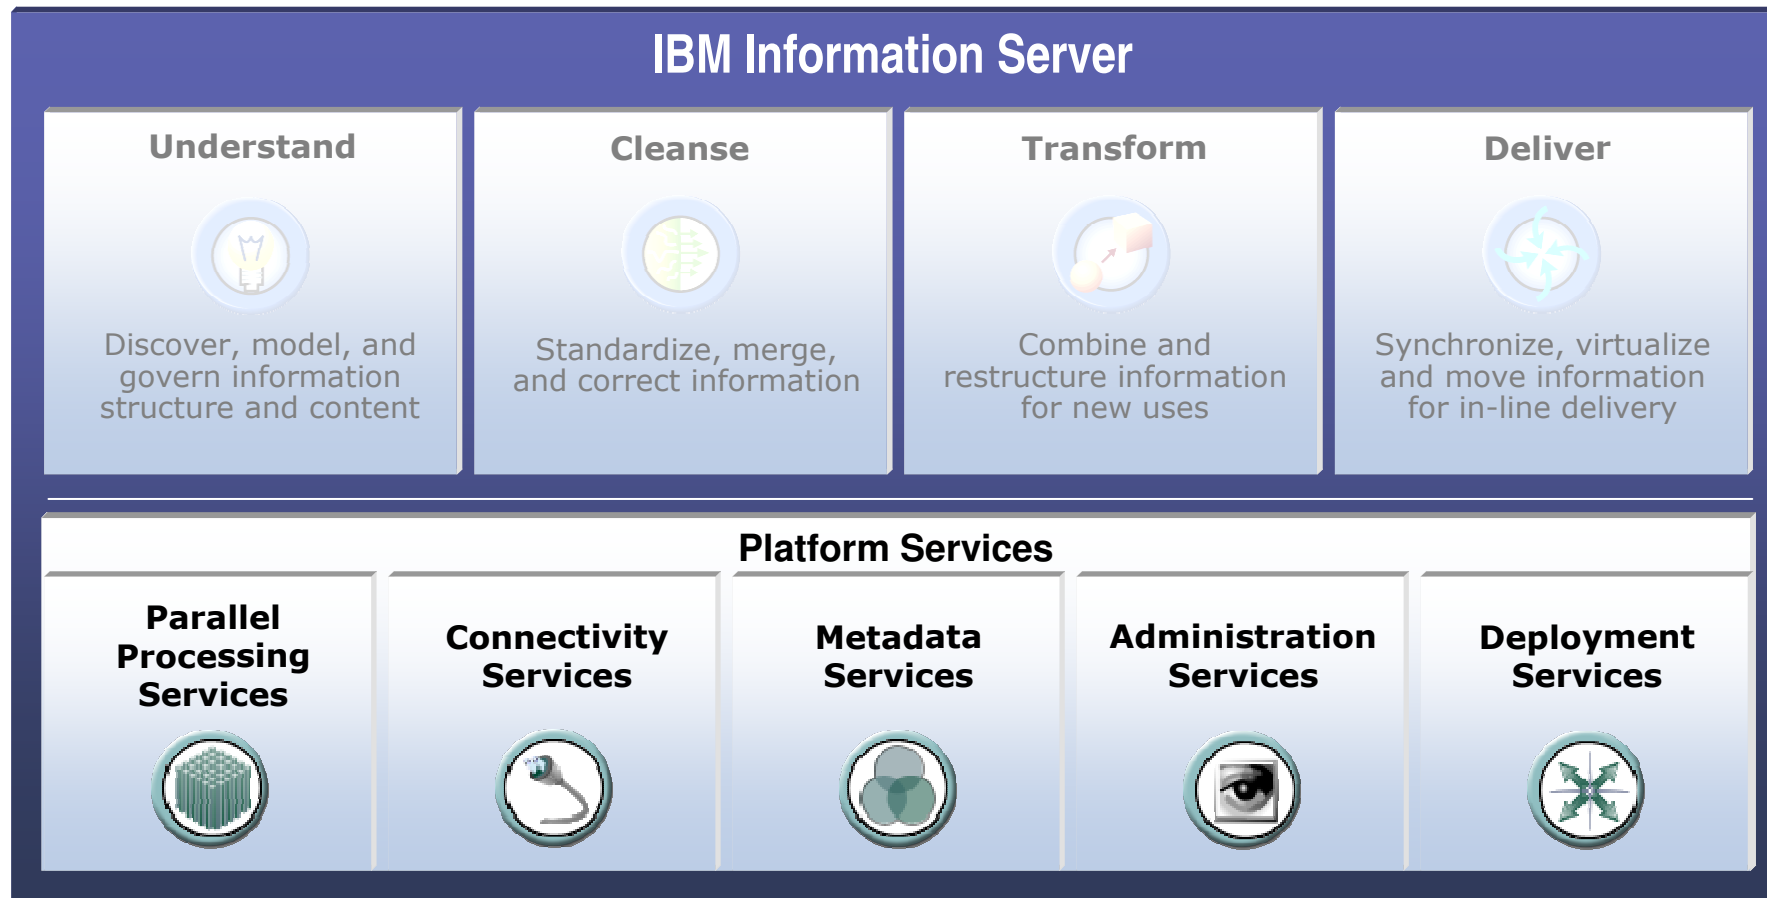 IBM Information Server
Understand
Discover, model, and
govern information
structure and content
Cleanse
Standardize, merge,
and correct information
Transform
Combine and
restructure information
for new uses
Deliver
Synchronize, virtualize
and move information
for in-line delivery
Platform Services
Parallel
Processing
Services
Connectivity
Services
Metadata
Services
Administration
Services
Deployment
Services